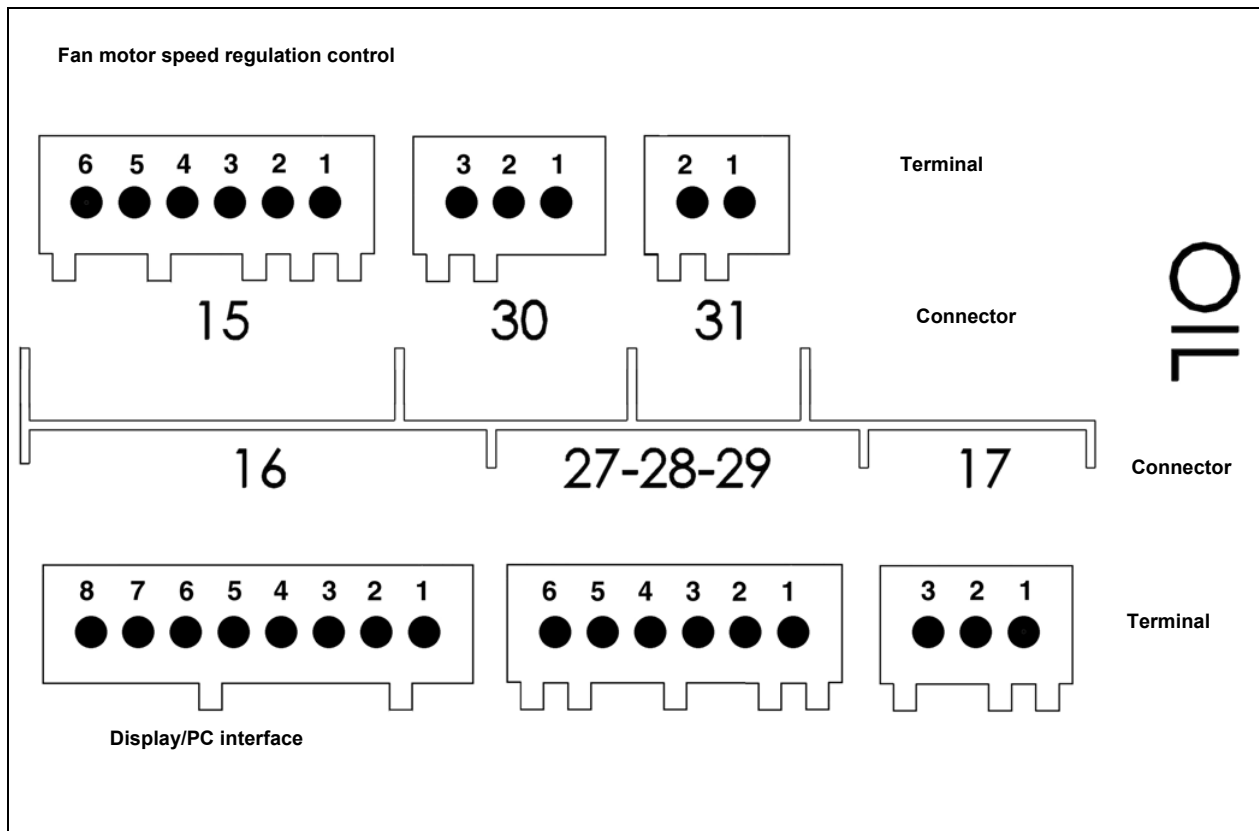 Fan motor speed regulation control
6 5 4 3 2 1
3 2 1
2 1
Terminal
15
30
31
Connector
OIL
16
27-28-29
17
Connector
8 7 6 5 4 3 2 1
6 5 4 3 2 1
3 2 1
Terminal
Display/PC interface